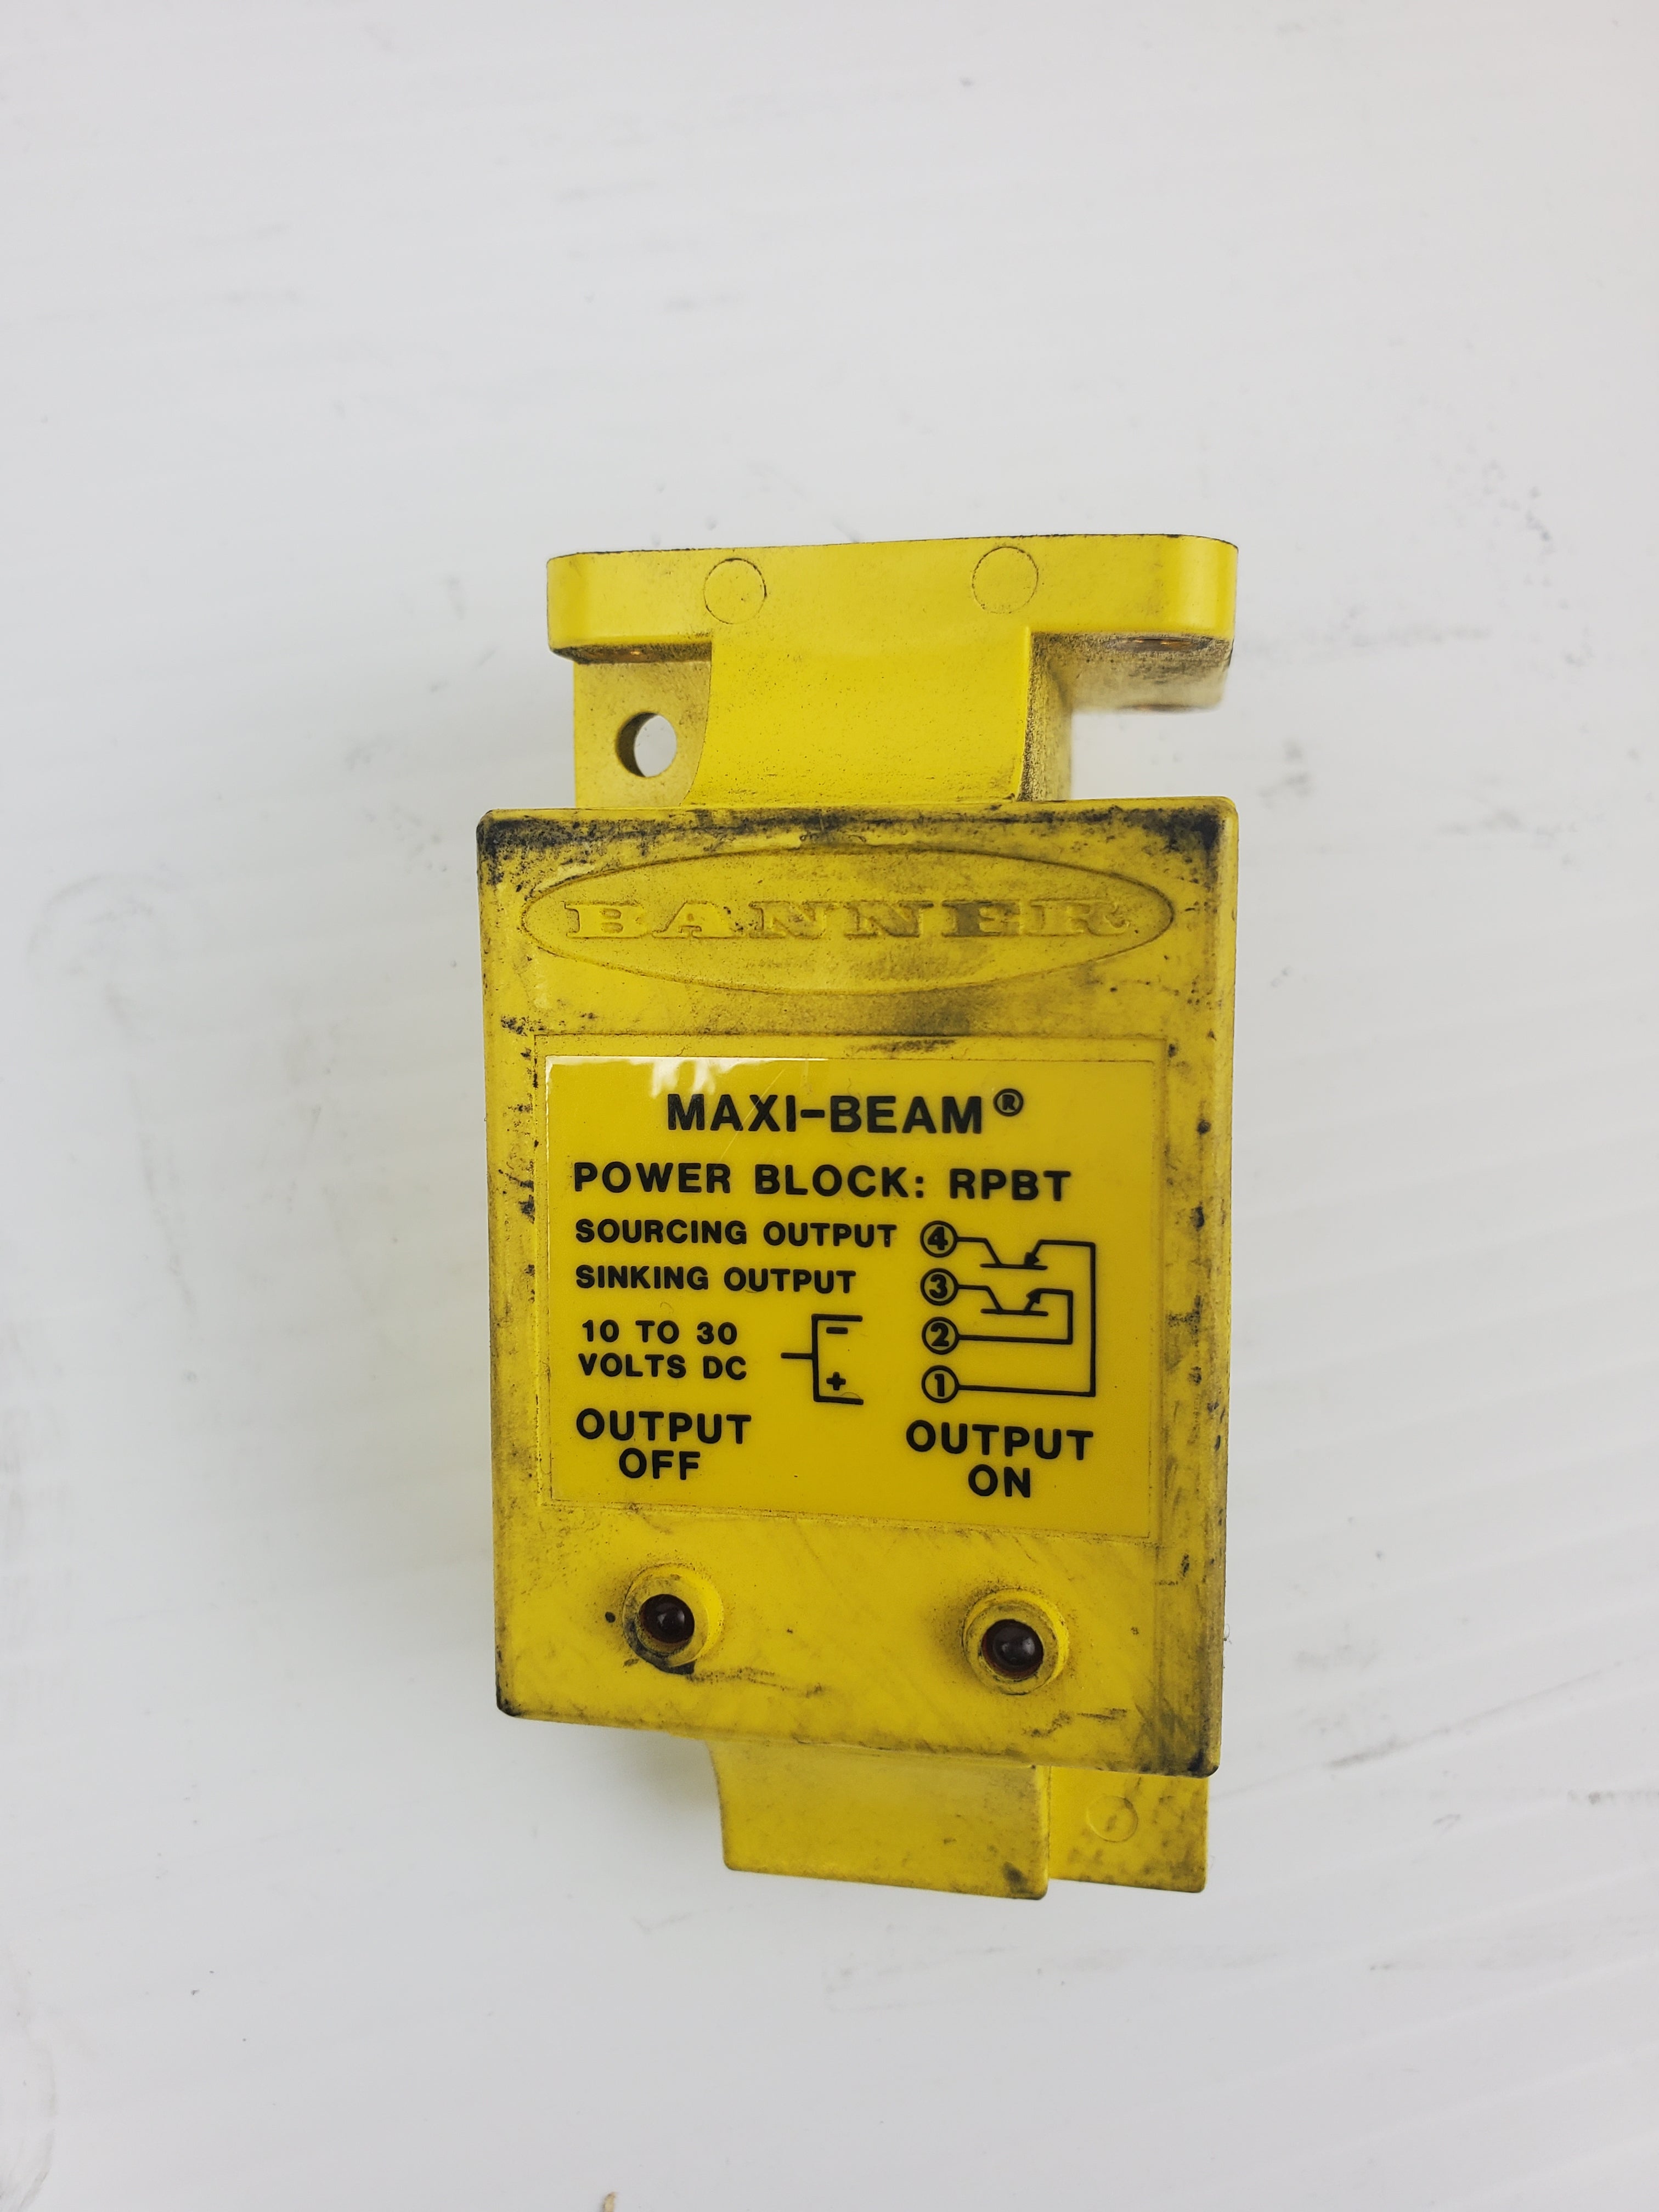 BANNER
MAXI-BEAM®
POWER BLOCK: RPBT
SOURCING OUTPUT 4
SINKING OUTPUT 3
10 TO 30 - 2
VOLTS DC + 1
OUTPUT OFF
OUTPUT ON